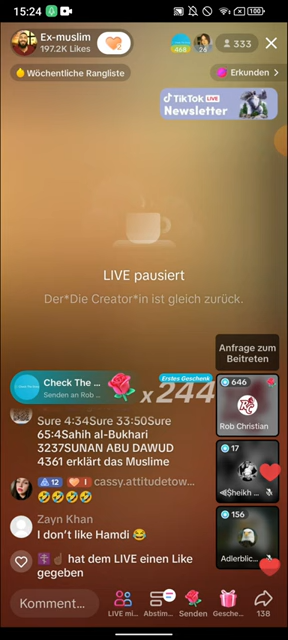 15:24
100
Ex-muslim
197.2K Likes
468
26
333
Wöchentliche Rangliste
Erkunden >
TikTok LIVE
Newsletter
LIVE pausiert
Der*Die Creator*in ist gleich zurück.
Anfrage zum
Beitreten
Erstes Geschenk
Check The ...
Senden an Rob ...
x244
646
Rob Christian
Sure 4:34Sure 33:50Sure
65:4Sahih al-Bukhari
3237SUNAN ABU DAWUD
4361 erklärt das Muslime
17
Sheikh
12
1
cassy.attitudetow...
🤣🤣🤣🤣
Zayn Khan
I don't like Hamdi 😂
156
Adlerblic...
hat dem LIVE einen Like
gegeben
Komment...
LIVE mi...
Abstim...
Senden
Gesche...
138